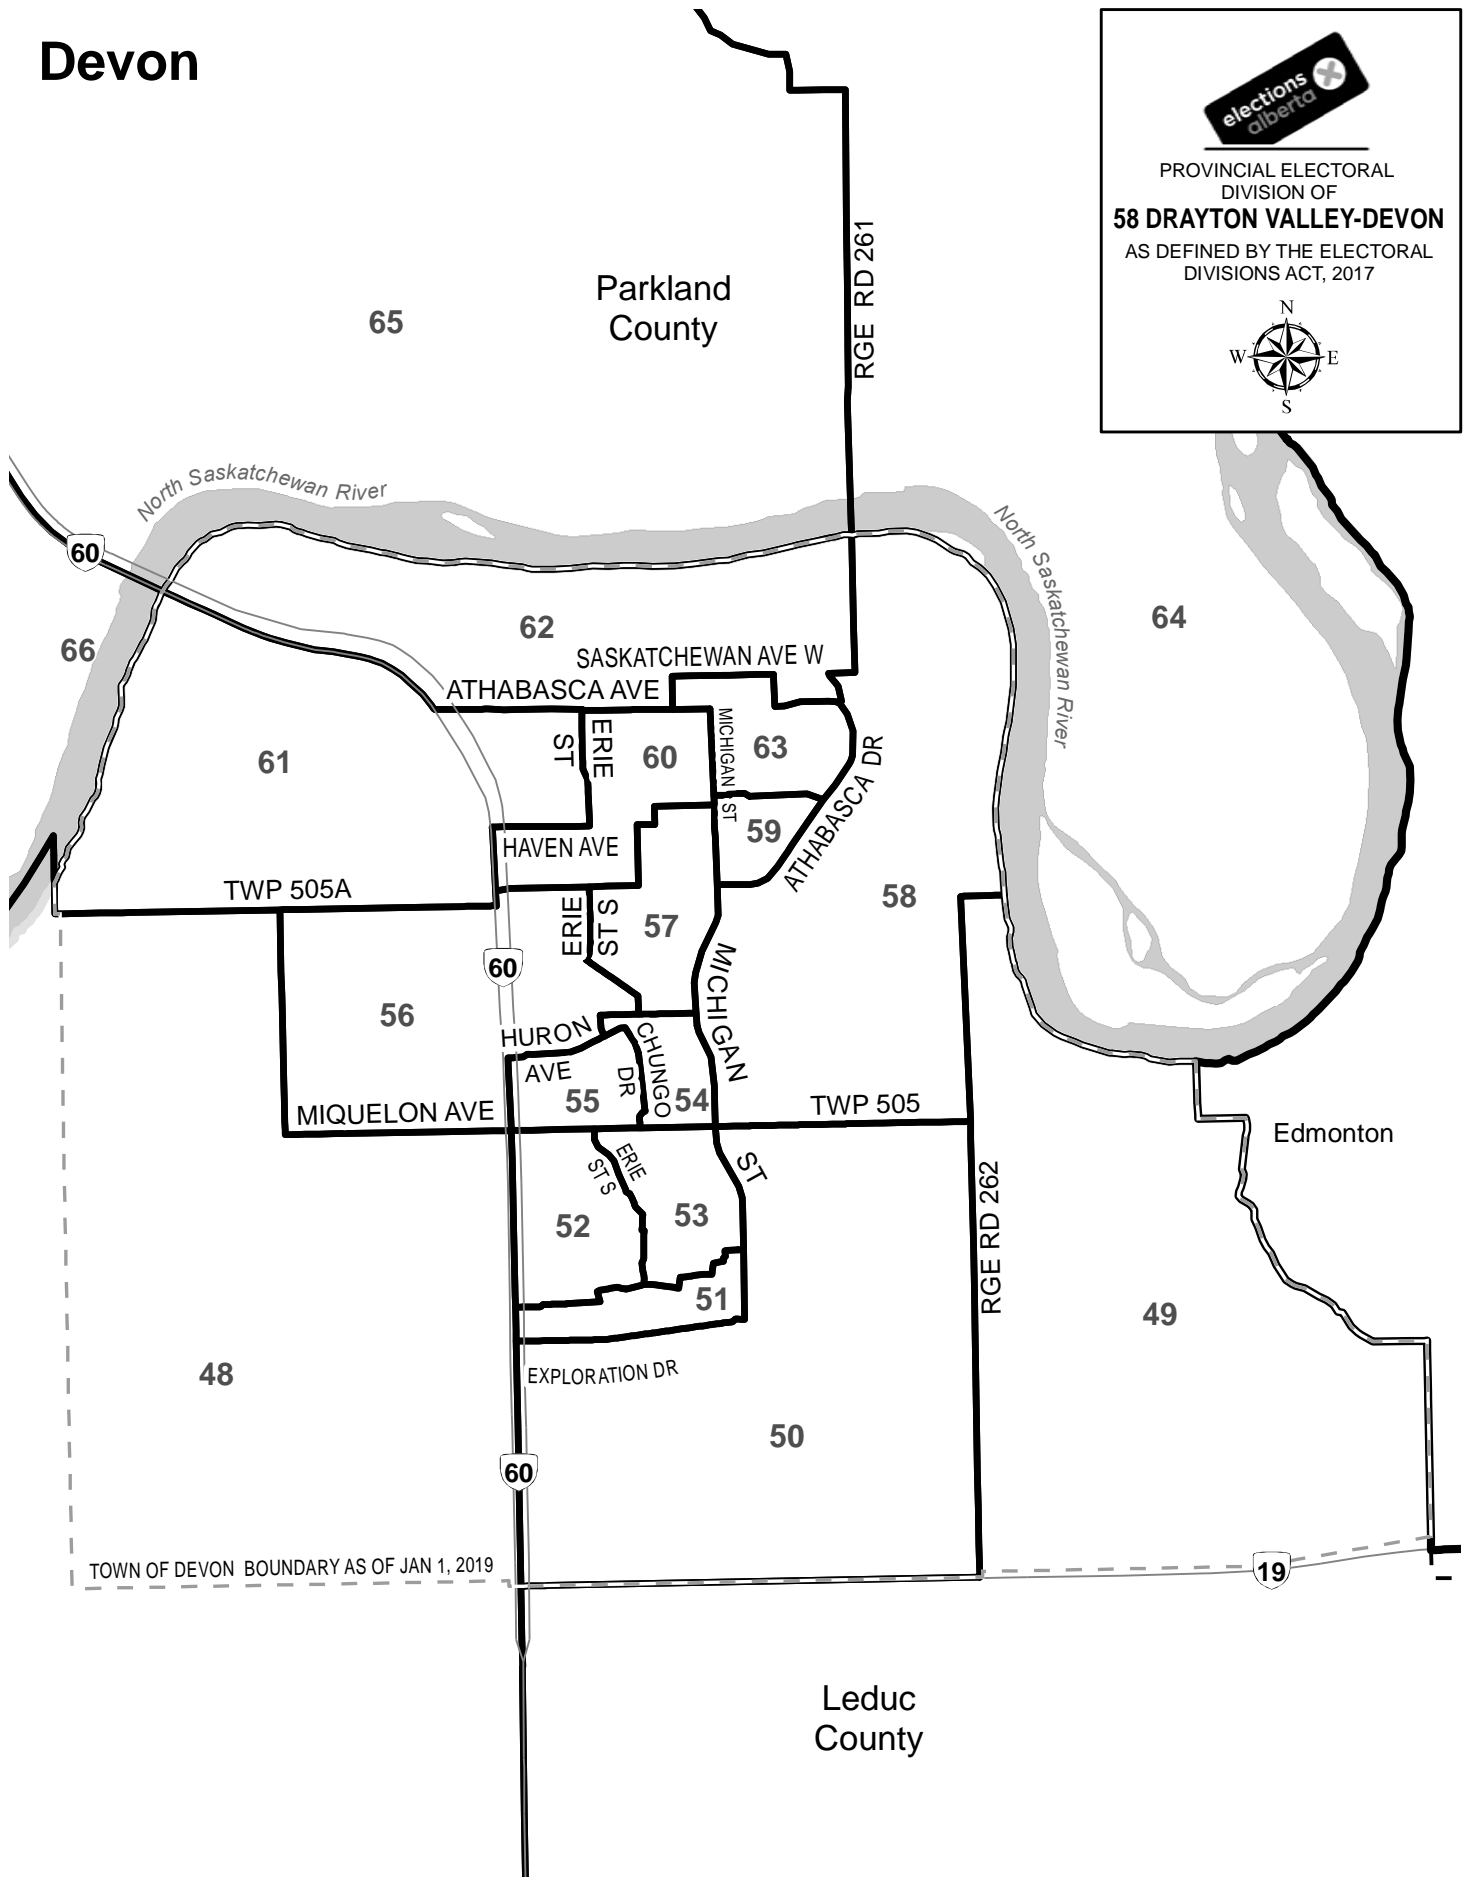 Devon
elections
alberta
PROVINCIAL ELECTORAL
DIVISION OF
58 DRAYTON VALLEY-DEVON
AS DEFINED BY THE ELECTORAL
DIVISIONS ACT, 2017
N
W
E
S
Parkland
County
65
RGE RD 261
North Saskatchewan River
North Saskatchewan River
60
62
64
66
SASKATCHEWAN AVE W
ATHABASCA AVE
61
ERIE
ST
60
MICHIGAN ST
63
ATHABASCA DR
59
HAVEN AVE
TWP 505A
58
ERIE
ST S
57
60
56
MICHIGAN
HURON
AVE
CHUNGO
DR
55
54
MIQUELON AVE
TWP 505
Edmonton
ST
ERIE
ST S
52
53
RGE RD 262
51
49
48
EXPLORATION DR
50
60
TOWN OF DEVON BOUNDARY AS OF JAN 1, 2019
19
Leduc
County